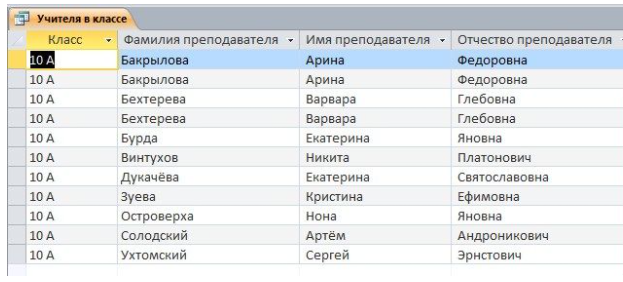 Учителя в классе
Класс Фамилия преподавателя Имя преподавателя Отчество преподавателя
10 А Бакрылова Арина Федоровна
10 А Бакрылова Арина Федоровна
10 А Бехтерева Варвара Глебовна
10 А Бехтерева Варвара Глебовна
10 А Бурда Екатерина Яновна
10 А Винтухов Никита Платонович
10 А Дукачёва Екатерина Святославовна
10 А Зуева Кристина Ефимовна
10 А Островерха Нона Яновна
10 А Солодский Артём Андроникович
10 А Ухтомский Сергей Эрнстович